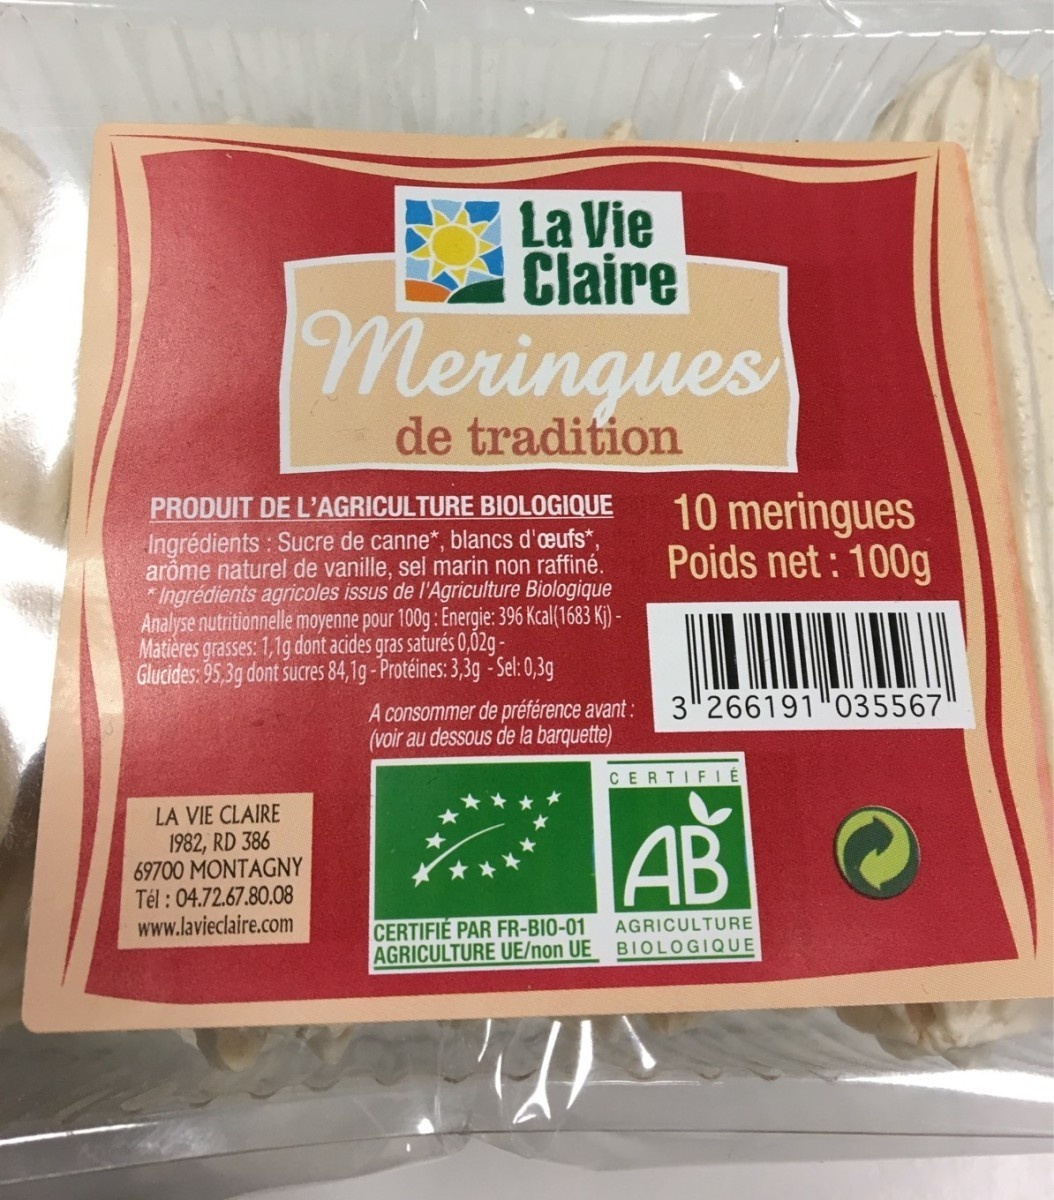 La Vie
Claire
Meringues
de tradition
PRODUIT DE L'AGRICULTURE BIOLOGIQUE
Ingrédients : Sucre de canne*, blancs d'œufs*,
arôme naturel de vanille, sel marin non raffiné.
* Ingrédients agricoles issus de l'Agriculture Biologique
Analyse nutritionnelle moyenne pour 100g : Energie: 396 Kcal(1683 Kj) -
Matières grasses: 1,1g dont acides gras saturés 0,02g -
Glucides: 95,3g dont sucres 84,1g - Protéines: 3,3g - Sel: 0,3g
10 meringues
Poids net : 100g
3 266191 035567
A consommer de préférence avant :
(voir au dessous de la barquette)
LA VIE CLAIRE
1982, RD 386
69700 MONTAGNY
Tél : 04.72.67.80.08
www.lavieclaire.com
CERTIFIÉ PAR FR-BIO-01
AGRICULTURE UE/non UE
CERTIFIÉ
AB
AGRICULTURE
BIOLOGIQUE